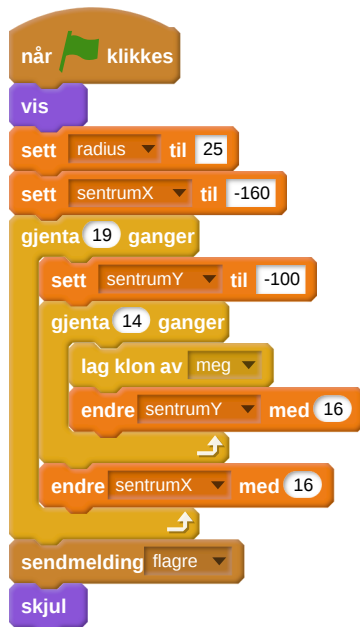 når klikkes
vis
sett radius til 25
sett sentrumX til -160
gjenta 19 ganger
sett sentrumY til -100
gjenta 14 ganger
lag klon av meg
endre sentrumY med 16
endre sentrumX med 16
sendmelding flagre
skjul